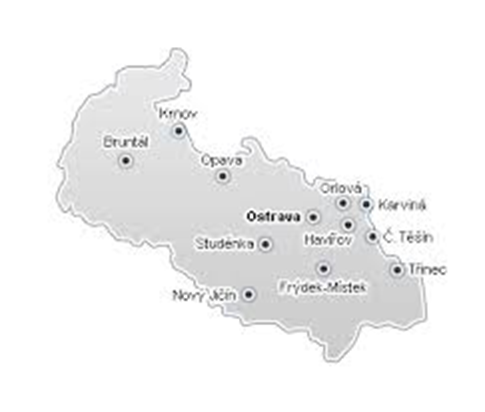 Krnov
Bruntál
Opava
Orlová
Karviná
Ostrava
Havířov
Č. Těšín
Studénka
Třinec
Frýdek-Místek
Nový Jičín